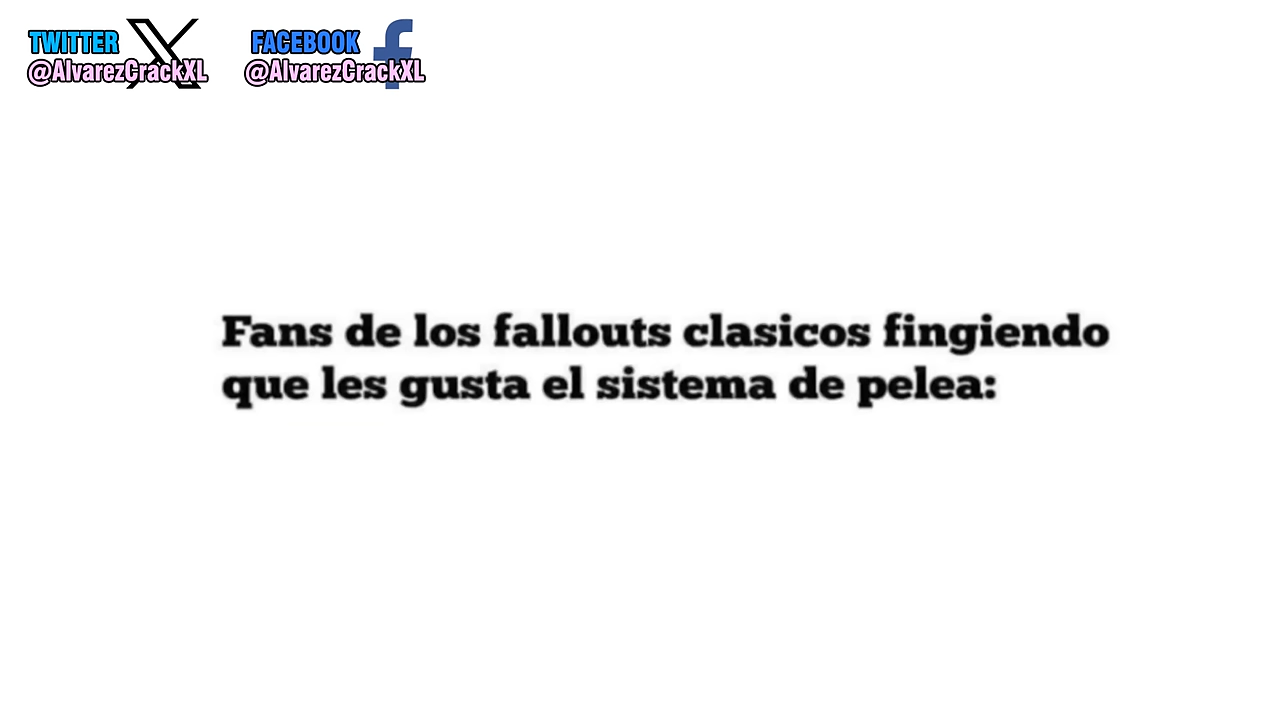 TWITTER
@AlvarezCrackXL
FACEBOOK
@AlvarezCrackXL
Fans de los fallouts clasicos fingiendo
que les gusta el sistema de pelea: